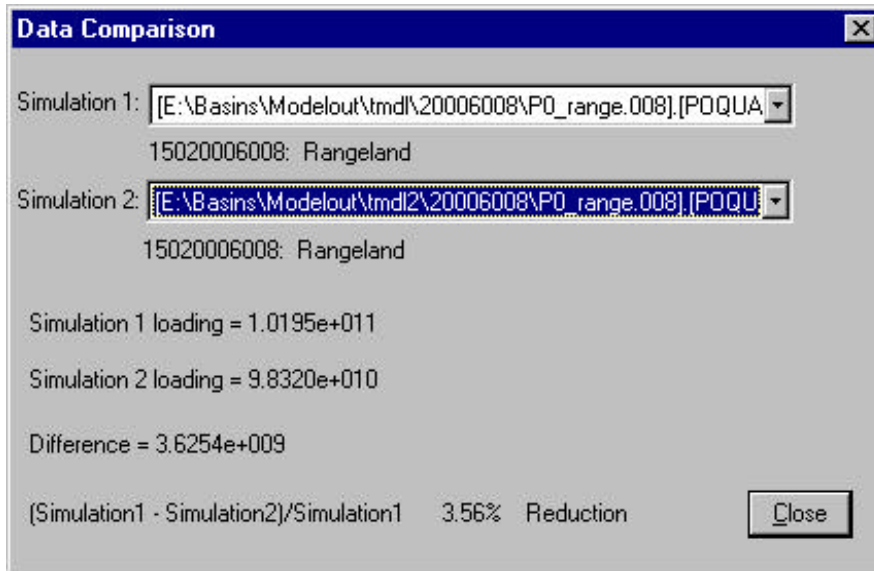 Data Comparison
Simulation 1: [E:\Basins\Modelout\tmdl\20006008\P0_range.008].[POQUA
15020006008: Rangeland
Simulation 2: [E:\Basins\Modelout\tmdl2\20006008\P0_range.008].[POQU
15020006008: Rangeland
Simulation 1 loading = 1.0195e+011
Simulation 2 loading = 9.8320e+010
Difference = 3.6254e+009
(Simulation1 - Simulation2)/Simulation1 3.56% Reduction Close